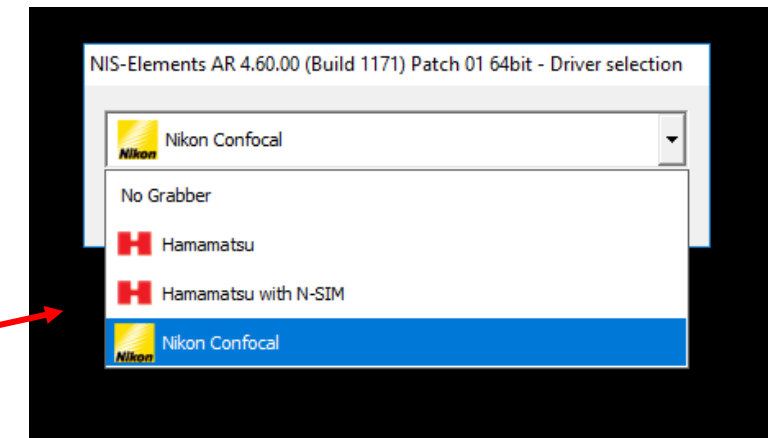 NIS-Elements AR 4.60.00 (Build 1171) Patch 01 64bit - Driver selection
Nikon Nikon Confocal
No Grabber
Hamamatsu
Hamamatsu with N-SIM
Nikon Nikon Confocal